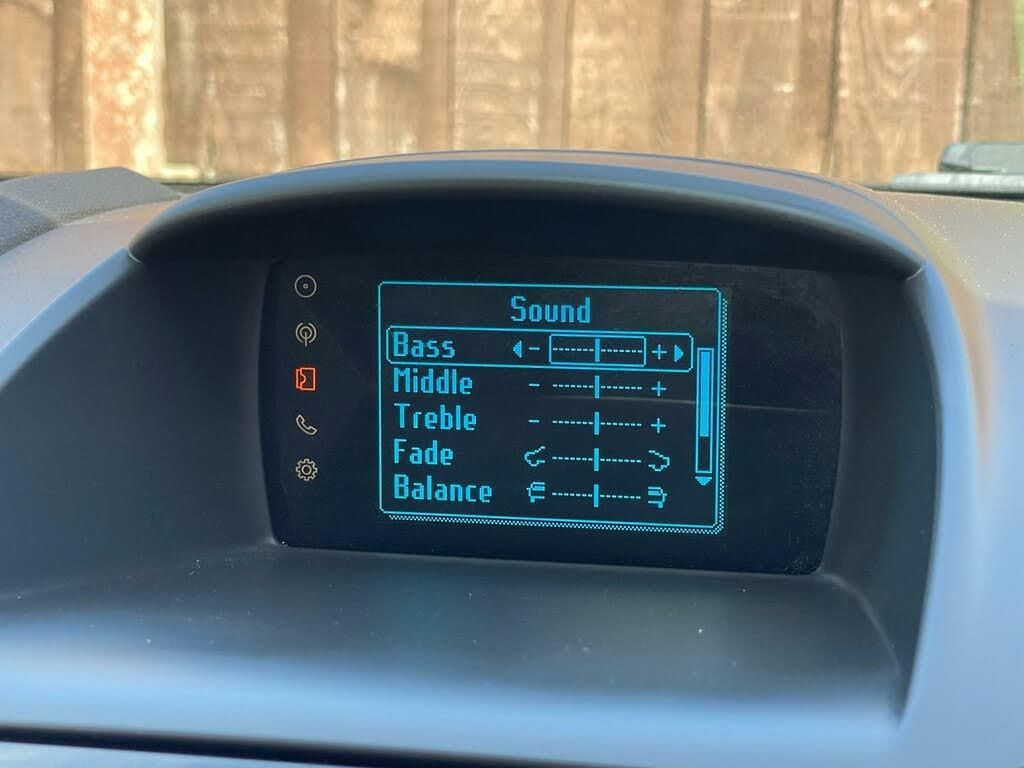 Sound
Bass - +
Middle - +
Treble - +
Fade
Balance